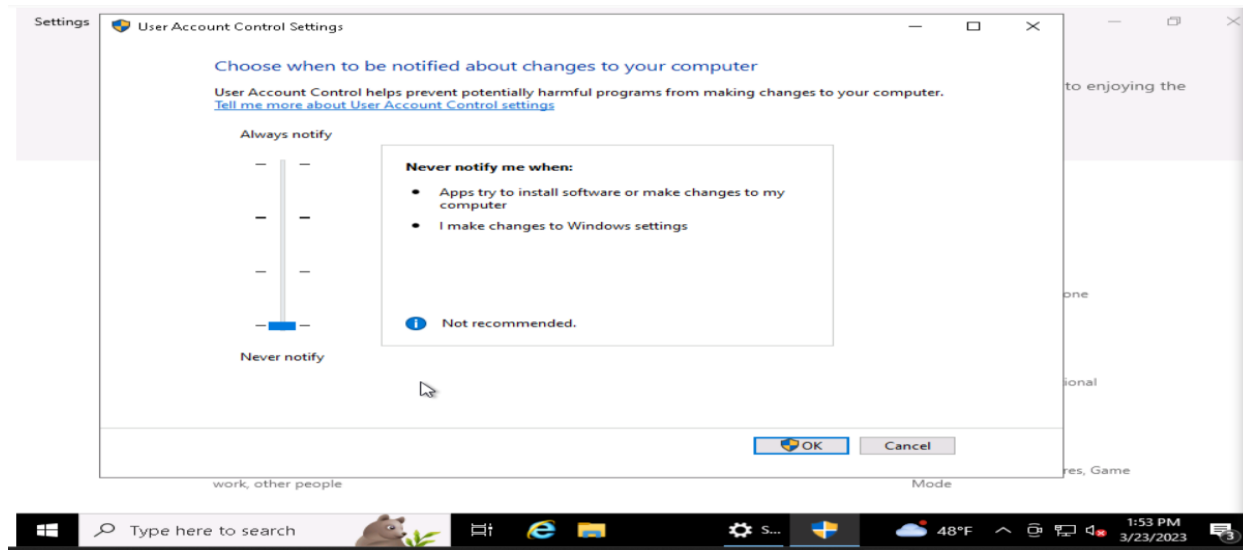 Settings
User Account Control Settings
to enjoying the
Choose when to be notified about changes to your computer
User Account Control helps prevent potentially harmful programs from making changes to your computer.
Tell me more about User Account Control settings
Always notify
Never notify me when:
Apps try to install software or make changes to my
computer
I make changes to Windows settings
one
Not recommended.
Never notify
ional
OK
Cancel
res, Game
work, other people
Mode
Type here to search
S...
48°F
1:53 PM
3/23/2023
3